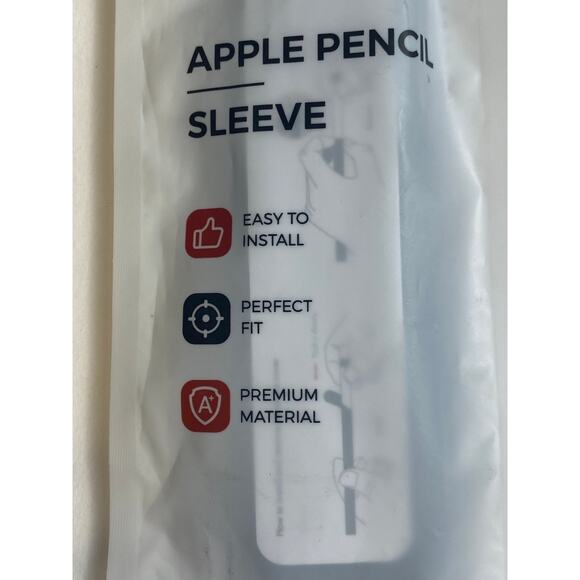 APPLE PENCIL
SLEEVE
EASY TO
INSTALL
PERFECT
FIT
A+
PREMIUM
MATERIAL